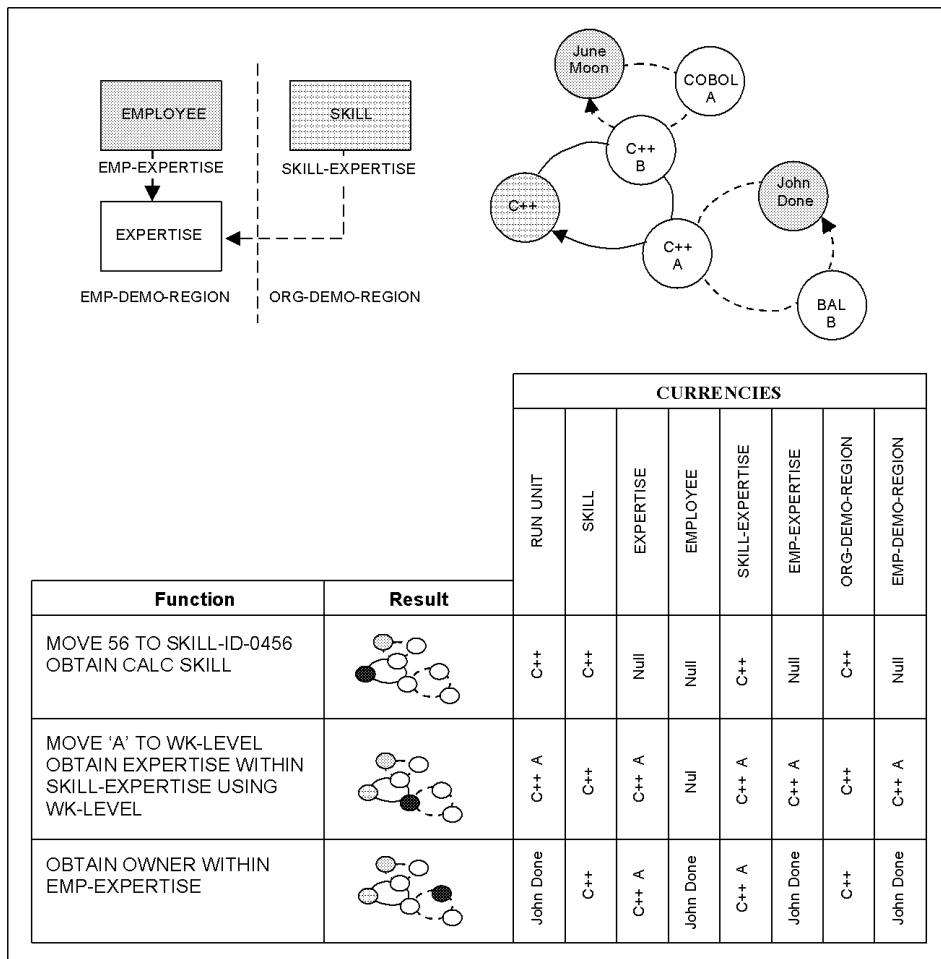 EMPLOYEE
SKILL
EMP-EXPERTISE
SKILL-EXPERTISE
EXPERTISE
EMP-DEMO-REGION
ORG-DEMO-REGION
June
Moon
COBOL
A
C++
B
John
Done
C++
C++
A
BAL
B
CURRENCIES
RUN UNIT
SKILL
EXPERTISE
EMPLOYEE
SKILL-EXPERTISE
EMP-EXPERTISE
ORG-DEMO-REGION
EMP-DEMO-REGION
Function
Result
MOVE 56 TO SKILL-ID-0456
OBTAIN CALC SKILL
C++
C++
Null
Null
C++
Null
C++
Null
MOVE ‘A’ TO WK-LEVEL
OBTAIN EXPERTISE WITHIN
SKILL-EXPERTISE USING
WK-LEVEL
C++ A
C++
C++ A
Nul
C++ A
C++ A
C++
C++ A
OBTAIN OWNER WITHIN
EMP-EXPERTISE
John Done
C++
C++ A
John Done
C++ A
John Done
C++
John Done